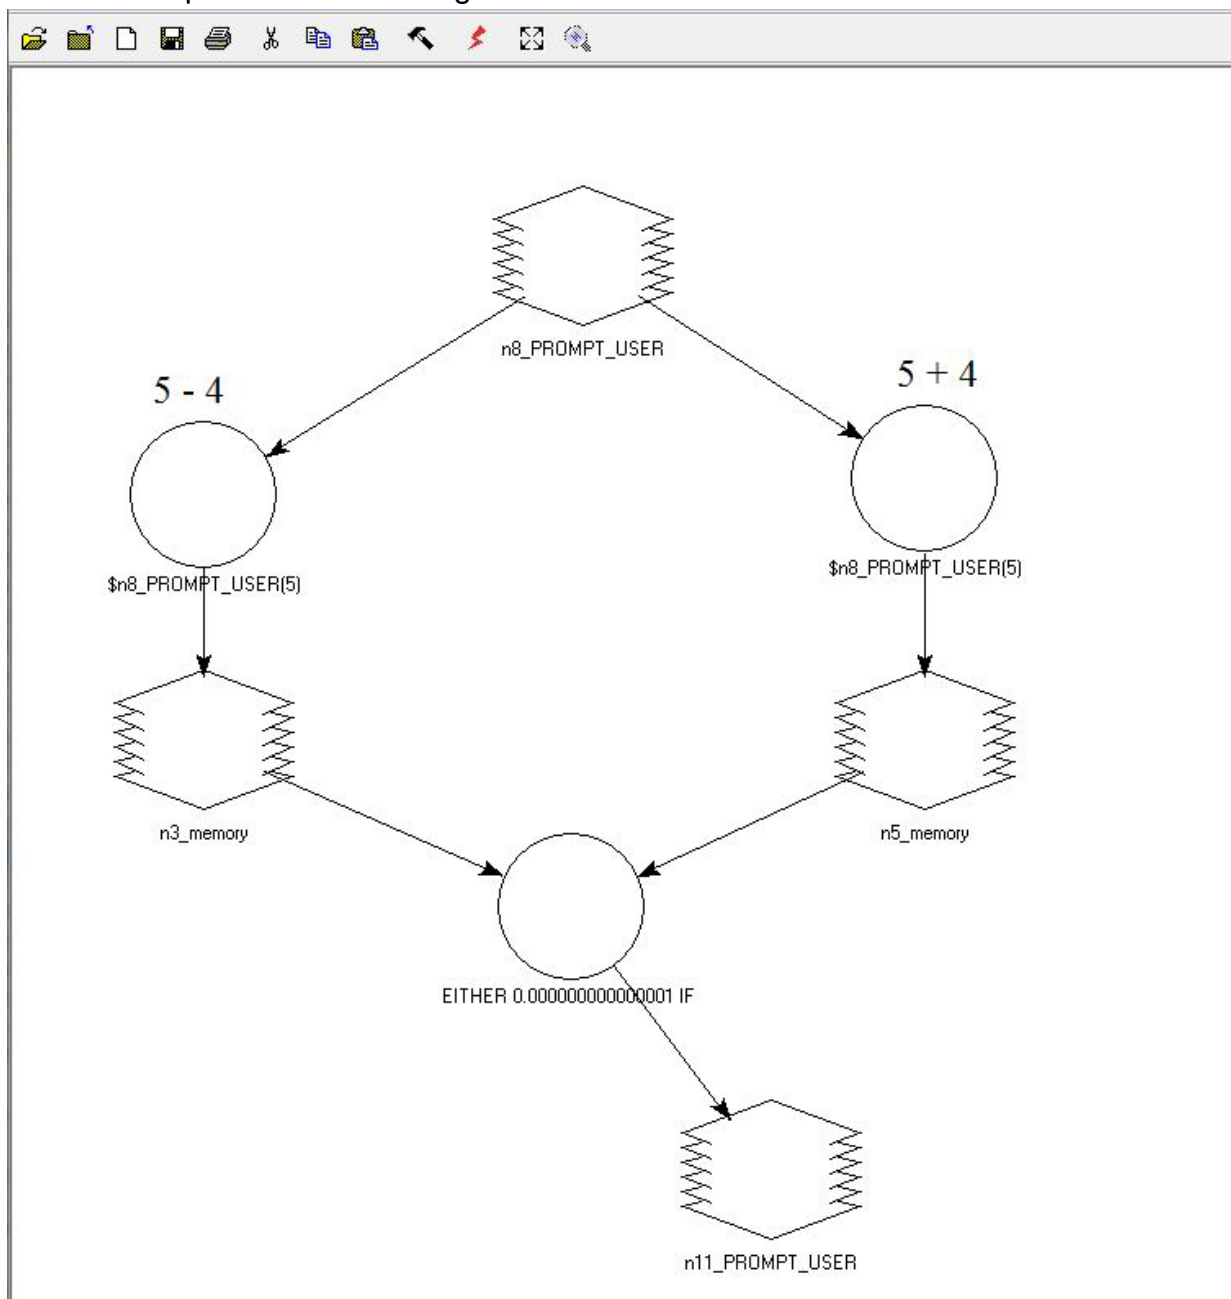 n8_PROMPT_USER
5 - 4
5 + 4
$n8_PROMPT_USER(5)
$n8_PROMPT_USER(5)
n3_memory
n5_memory
EITHER 0.000000000000001 IF
n11_PROMPT_USER